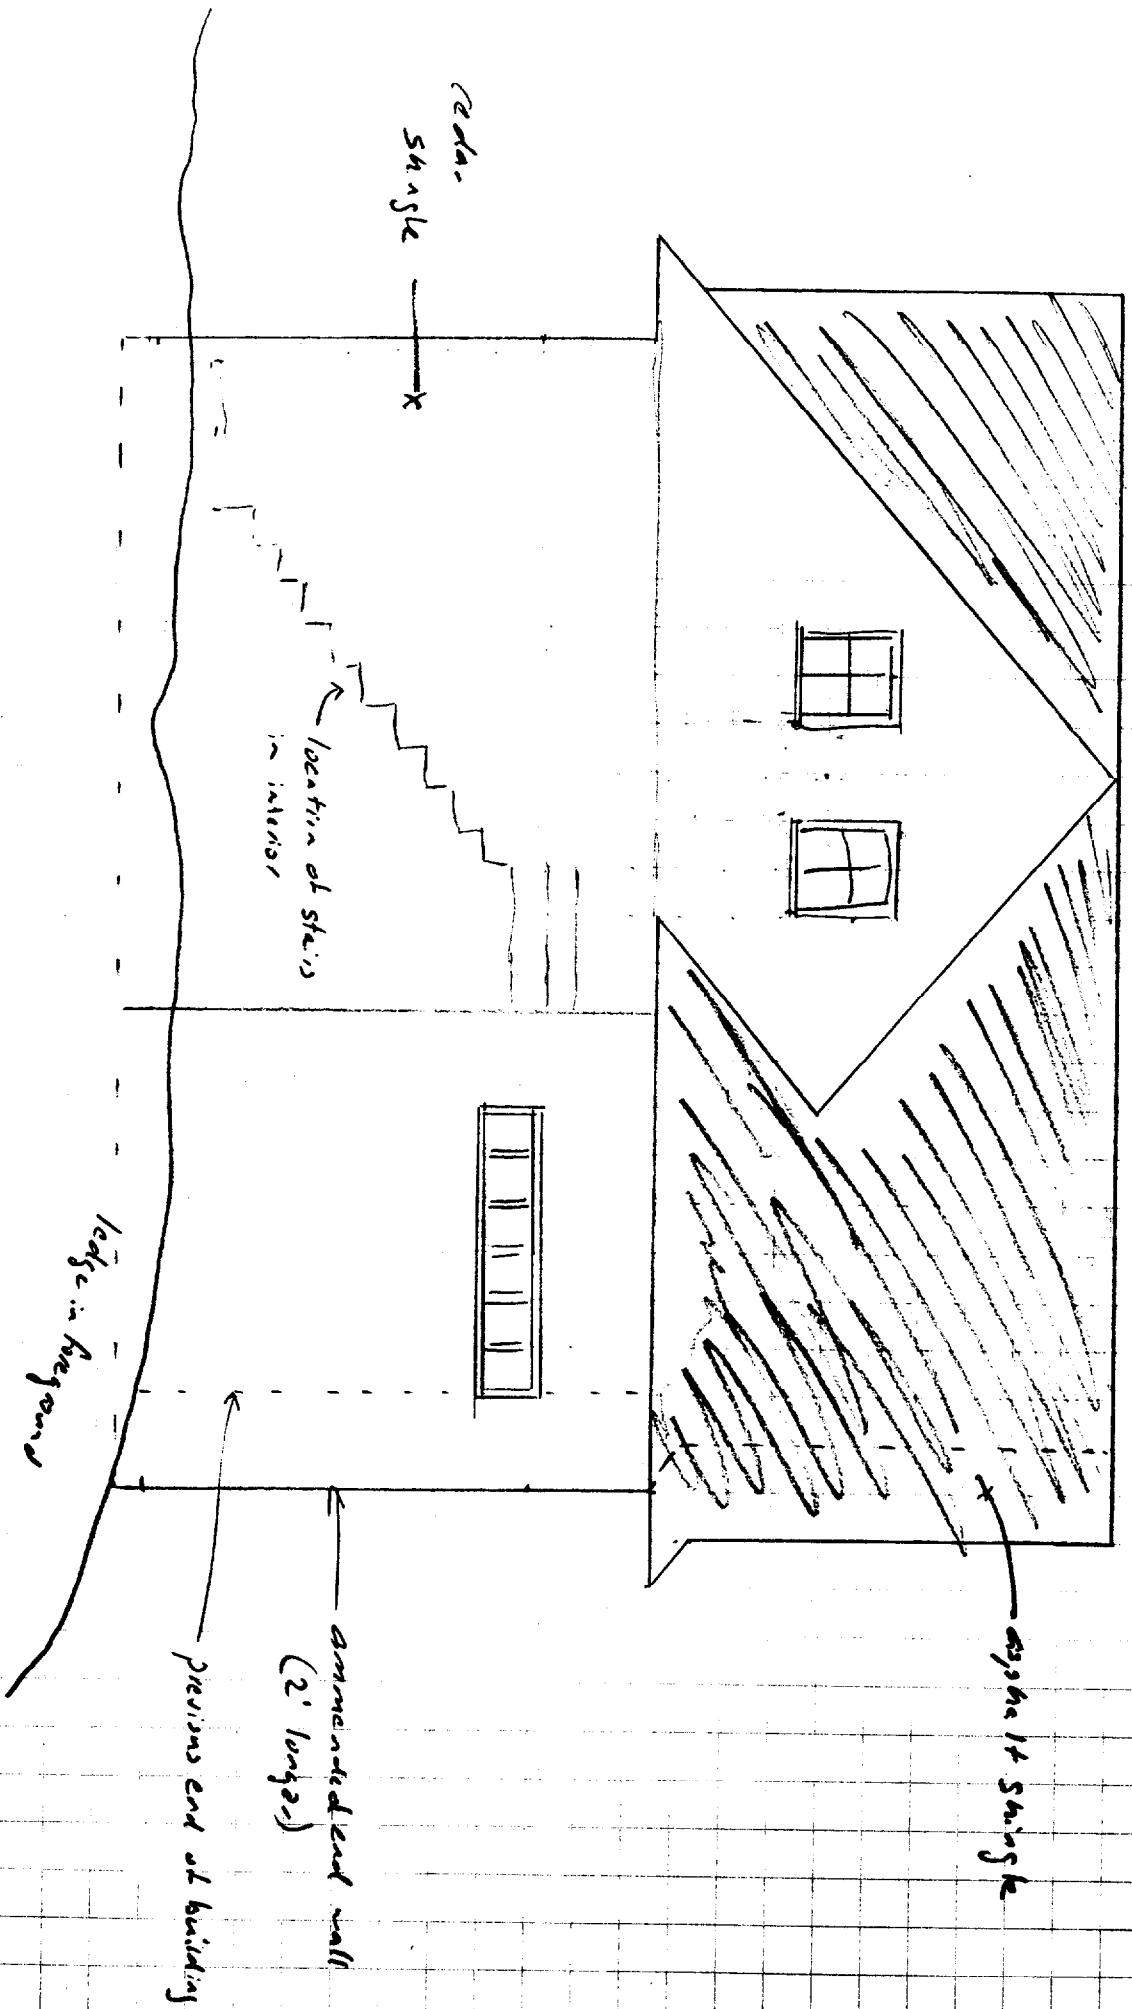 asphalt shingle
cedar
shingle
location of stairs
in interior
ammended end wall
(2' longer)
previous end of building
ledge in foreground